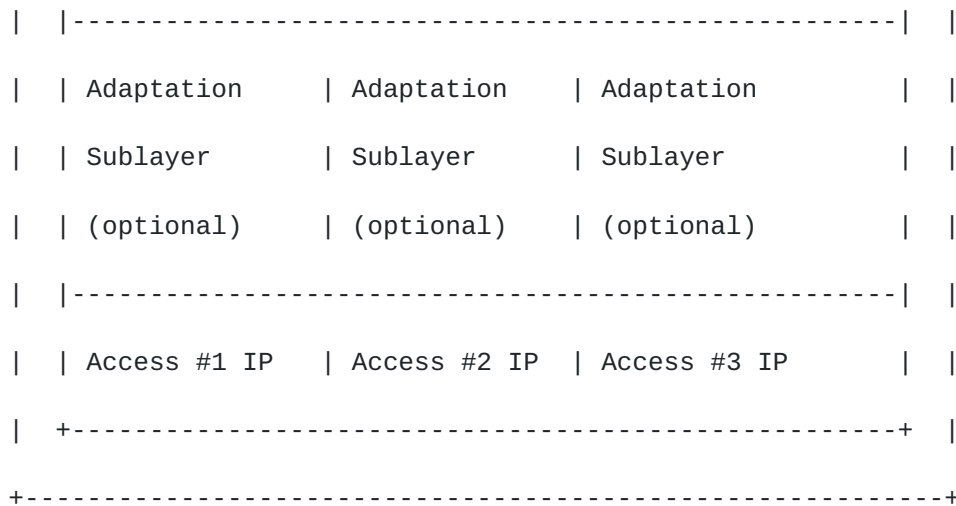 |  |-----------------------------------------------------|  |
|  | Adaptation     | Adaptation    | Adaptation         |  |
|  | Sublayer       | Sublayer      | Sublayer           |  |
|  | (optional)     | (optional)    | (optional)         |  |
|  |-----------------------------------------------------|  |
|  | Access #1 IP   | Access #2 IP  | Access #3 IP       |  |
|  +-----------------------------------------------------+  |
+-----------------------------------------------------------+